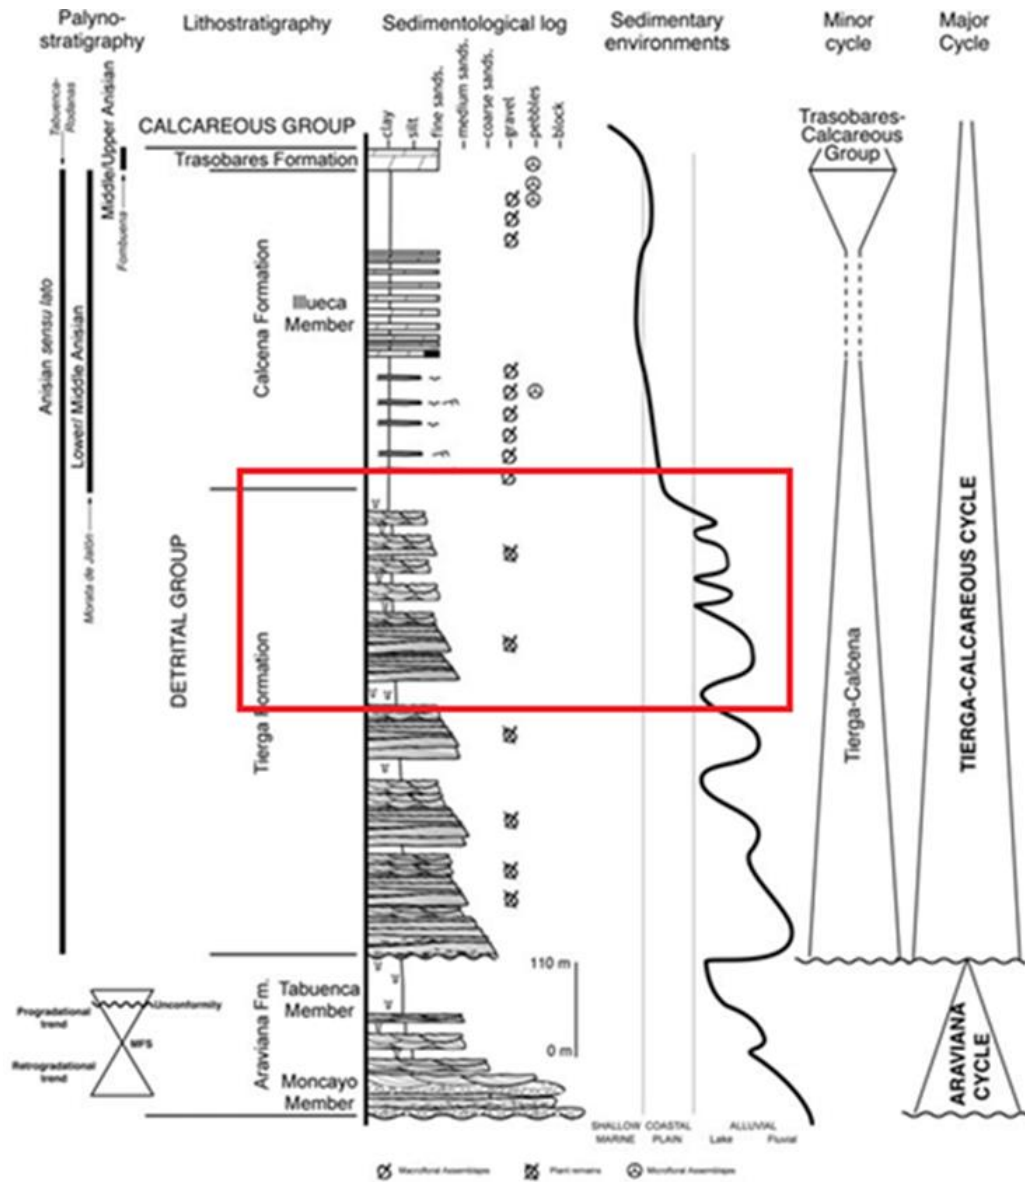 Palyno-
stratigraphy
Lithostratigraphy
Sedimentological log
Sedimentary
environments
Minor
cycle
Major
Cycle
Tabuenca-
Rodanas
Middle/Upper Anisian
Fombuena
clay
silt
fine sands.
medium sands.
coarse sands.
gravel
pebbles
block
CALCAREOUS GROUP
Trasobares Formation
Trasobares-
Calcareous
Group
Anisian sensu lato
Lower/ Middle Anisian
Morata de Jalón
Calcena Formation
Illueca
Member
DETRITAL GROUP
Tierga Formation
Tierga-Calcena
TIERGA-CALCAREOUS CYCLE
Araviana Fm.
Tabuenca
Member
Moncayo
Member
110 m
0 m
ARAVIANA
CYCLE
Progradational
trend
Unconformity
MFS
Retrogradational
trend
SHALLOW
MARINE
COASTAL
PLAIN
ALLUVIAL
Lake
Fluvial
Macrofloral Assemblages
Plant remains
Microfloral Assemblages